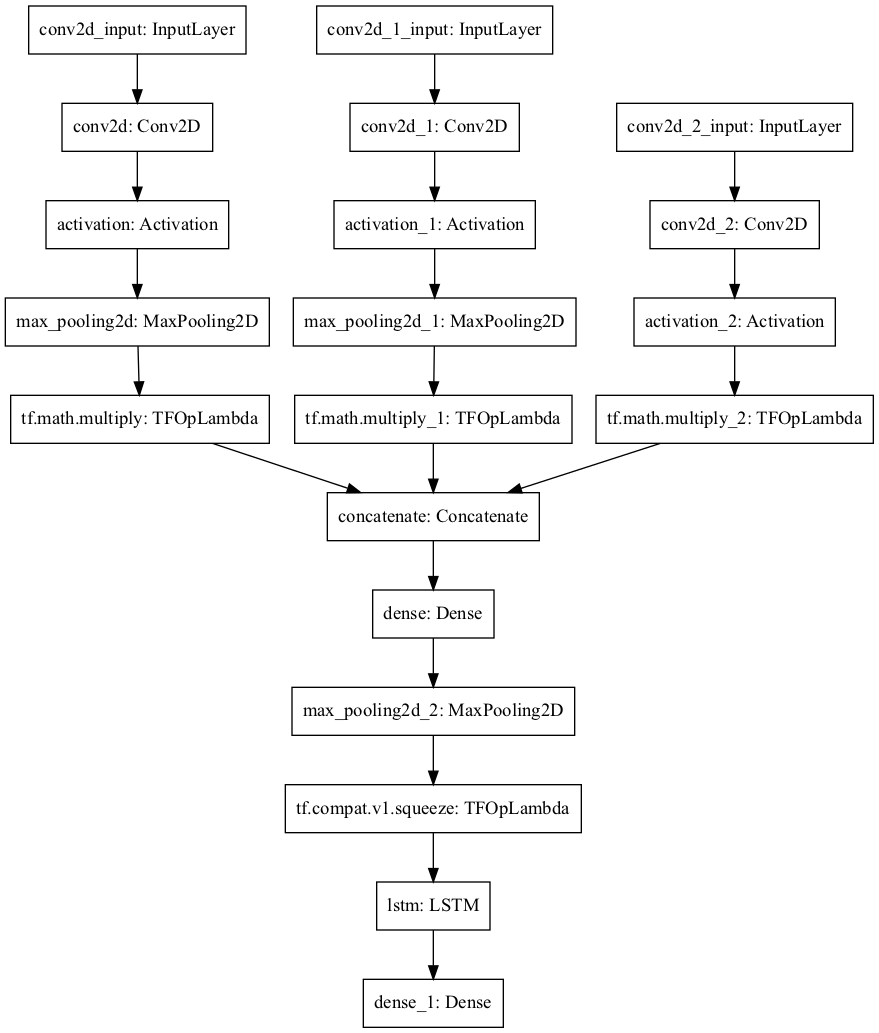 conv2d_input: InputLayer
conv2d_1_input: InputLayer
conv2d: Conv2D
conv2d_1: Conv2D
conv2d_2_input: InputLayer
activation: Activation
activation_1: Activation
conv2d_2: Conv2D
max_pooling2d: MaxPooling2D
max_pooling2d_1: MaxPooling2D
activation_2: Activation
tf.math.multiply: TFOpLambda
tf.math.multiply_1: TFOpLambda
tf.math.multiply_2: TFOpLambda
concatenate: Concatenate
dense: Dense
max_pooling2d_2: MaxPooling2D
tf.compat.v1.squeeze: TFOpLambda
lstm: LSTM
dense_1: Dense